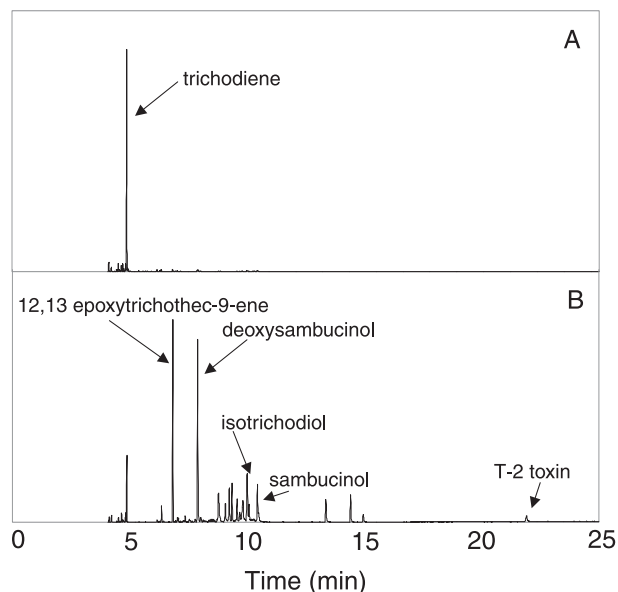 A
trichodiene
B
12,13 epoxytrichothec-9-ene
deoxysambucinol
isotrichodiol
sambucinol
T-2 toxin
0 5 10 15 20 25
Time (min)